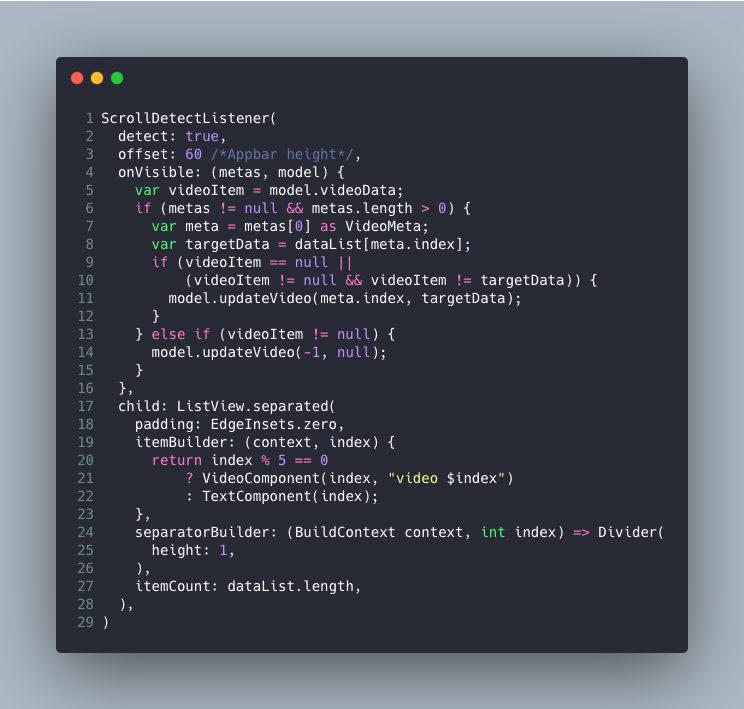 1 ScrollDetectListener(
2   detect: true,
3   offset: 60 /*Appbar height*/,
4   onVisible: (metas, model) {
5     var videoItem = model.videoData;
6     if (metas != null && metas.length > 0) {
7       var meta = metas[0] as VideoMeta;
8       var targetData = dataList[meta.index];
9       if (videoItem == null ||
10           (videoItem != null && videoItem != targetData)) {
11         model.updateVideo(meta.index, targetData);
12       }
13     } else if (videoItem != null) {
14       model.updateVideo(-1, null);
15     }
16   },
17   child: ListView.separated(
18     padding: EdgeInsets.zero,
19     itemBuilder: (context, index) {
20       return index % 5 == 0
21           ? VideoComponent(index, "video $index")
22           : TextComponent(index);
23     },
24     separatorBuilder: (BuildContext context, int index) => Divider(
25       height: 1,
26     ),
27     itemCount: dataList.length,
28   ),
29 )